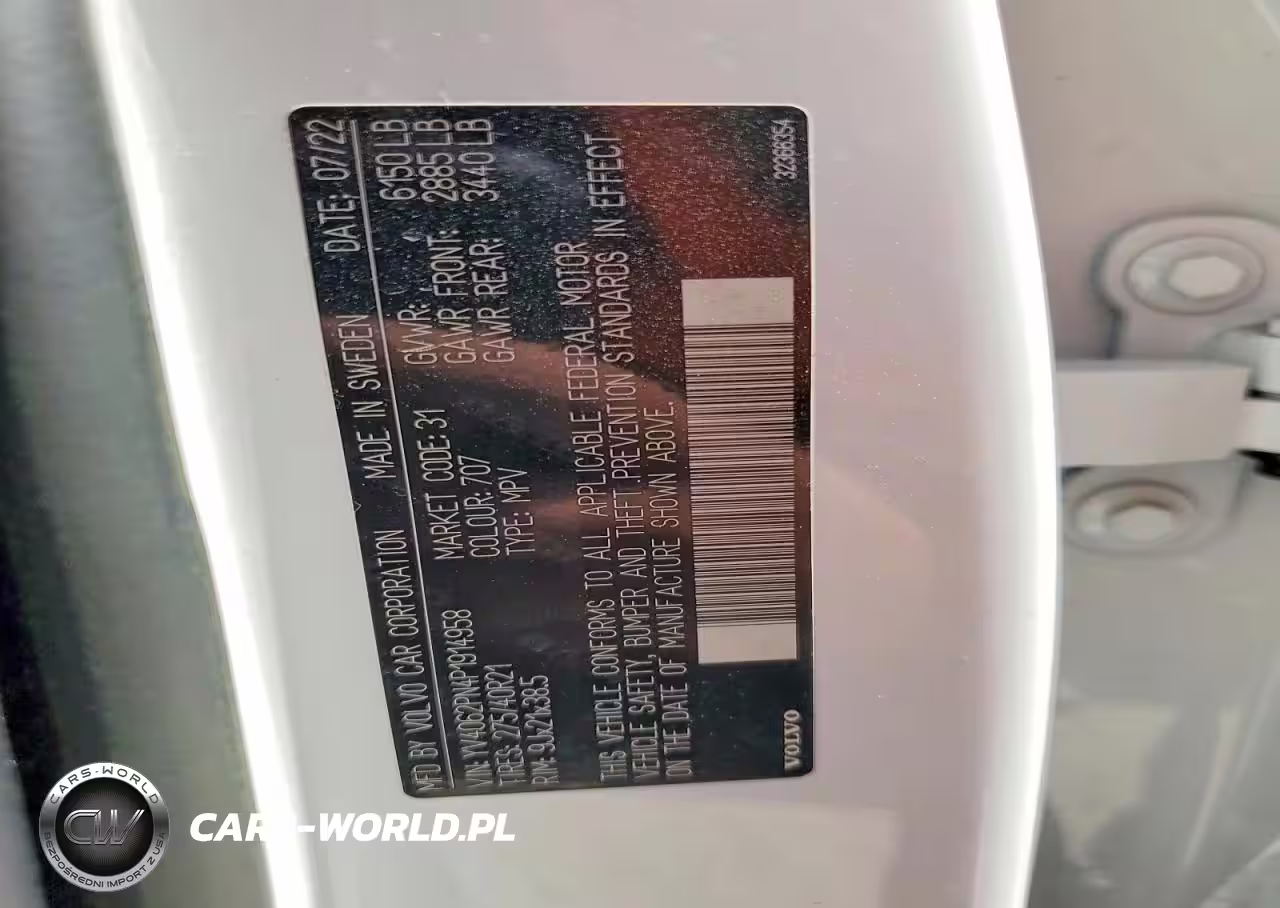 MFD BY VOLVO CAR CORPORATION MADE IN SWEDEN DATE: 07/22
VIN: YV4062PN4P1914958 MARKET CODE: 31 GVWR: 6150 LB
TIRES: 275/40R21 COLOUR: 707 GAWR FRONT: 2885 LB
RIM: 9Jx21x38.5 TYPE: MPV GAWR REAR: 3440 LB
THIS VEHICLE CONFORMS TO ALL APPLICABLE FEDERAL MOTOR
VEHICLE SAFETY, BUMPER AND THEFT PREVENTION STANDARDS IN EFFECT
ON THE DATE OF MANUFACTURE SHOWN ABOVE.
VOLVO
32368354
CARS-WORLD
CW
BEZPOŚREDNI IMPORT Z USA
CARS-WORLD.PL